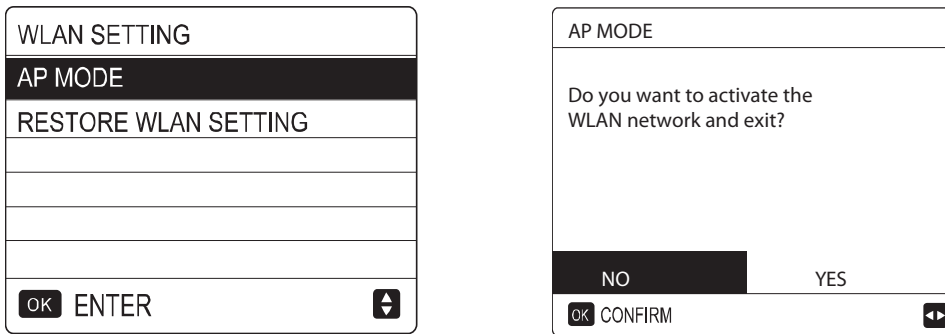 WLAN SETTING
AP MODE
RESTORE WLAN SETTING
OK ENTER
AP MODE
Do you want to activate the
WLAN network and exit?
NO YES
OK CONFIRM